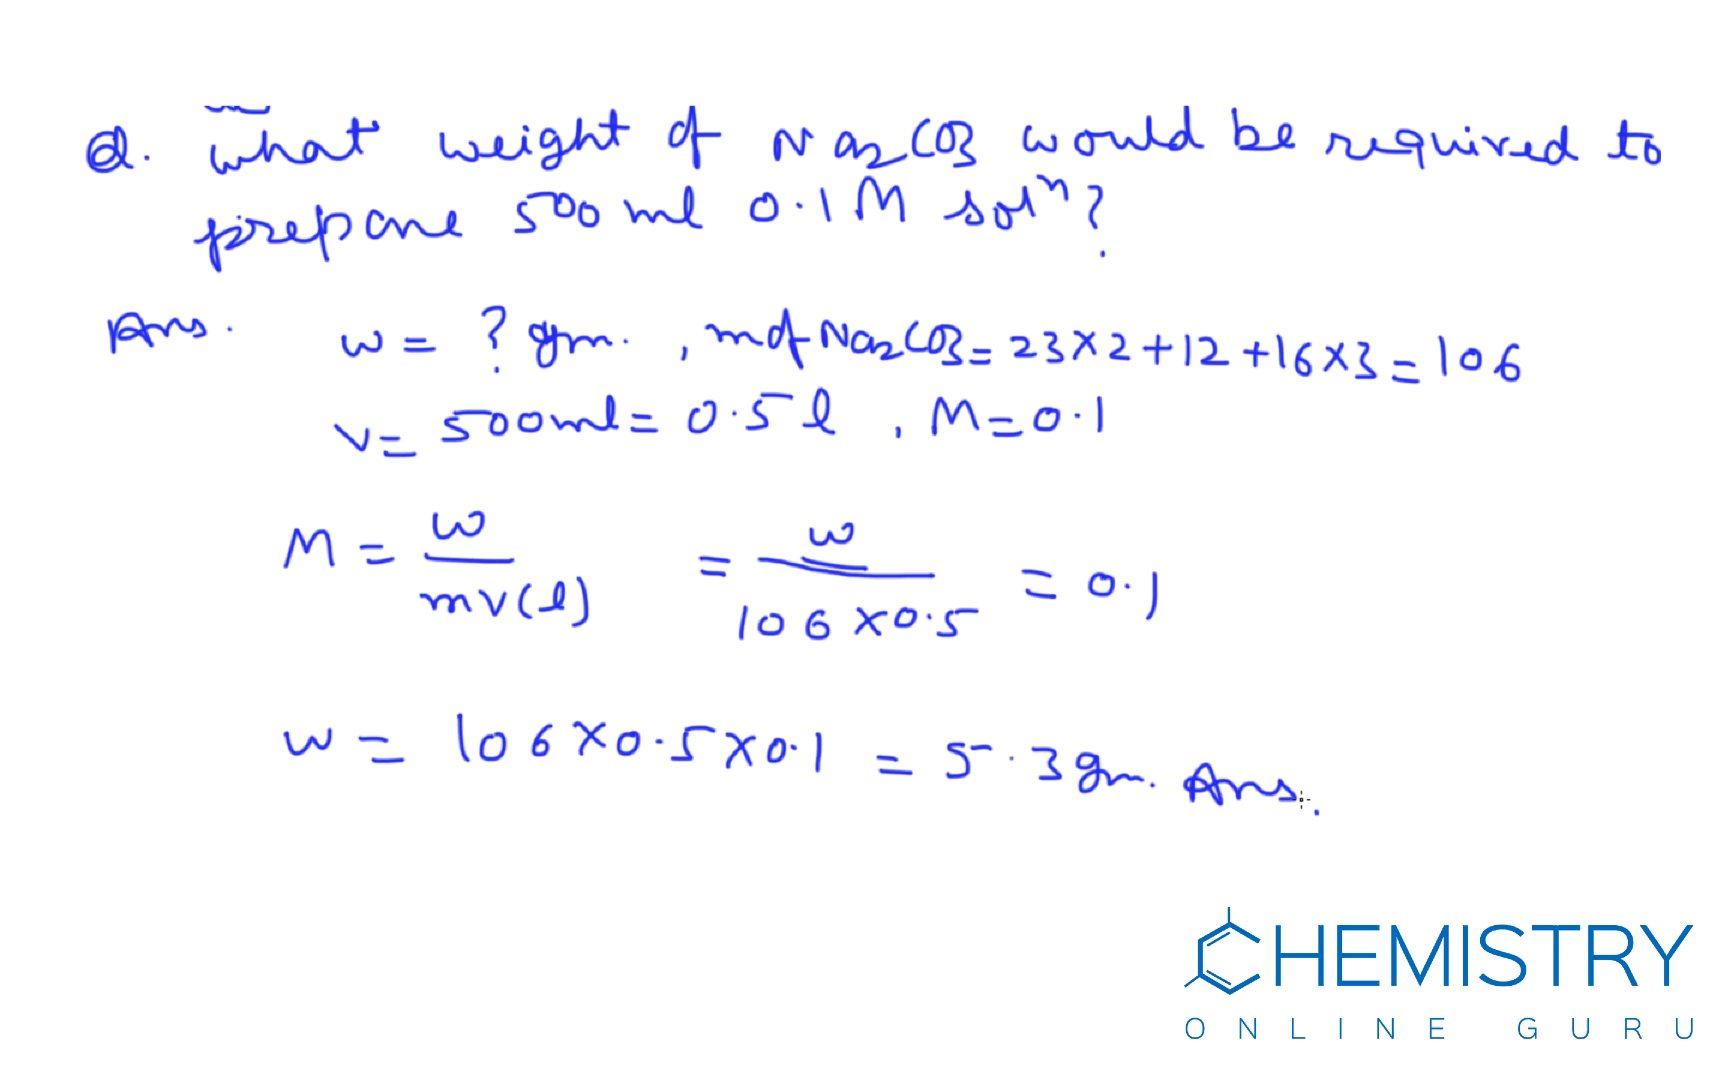 Q. what weight of Na2CO3 would be required to
prepare 500 ml 0.1 M solⁿ?
Ans. w = ? gm. , m of Na2CO3 = 23×2+12+16×3 = 106
v = 500ml = 0.5 l , M = 0.1
M = w / mv(l) = w / 106×0.5 = 0.1
w = 106×0.5×0.1 = 5.3 gm. Ans.
CHEMISTRY
ONLINE GURU